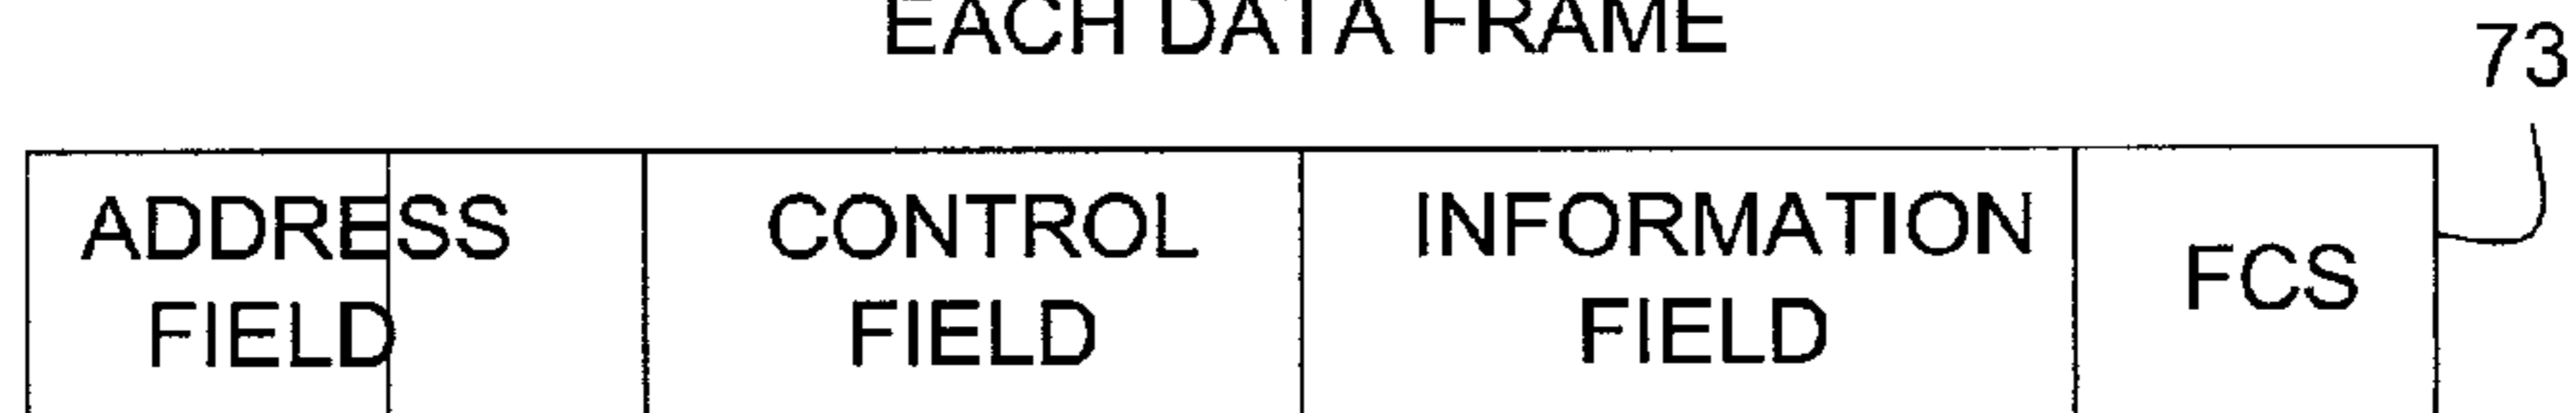 EACH DATA FRAME
73
ADDRESS CONTROL INFORMATION FCS
FIELD FIELD FIELD